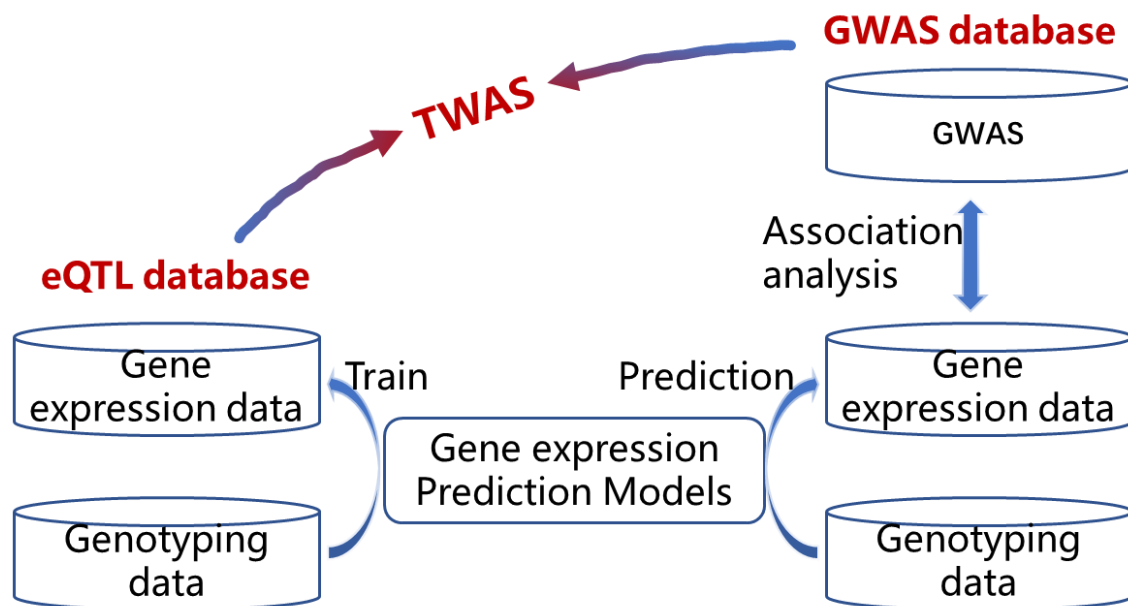 GWAS database
TWAS
GWAS
Association
analysis
eQTL database
Gene
expression data
Train
Prediction
Gene
expression data
Gene expression
Prediction Models
Genotyping
data
Genotyping
data